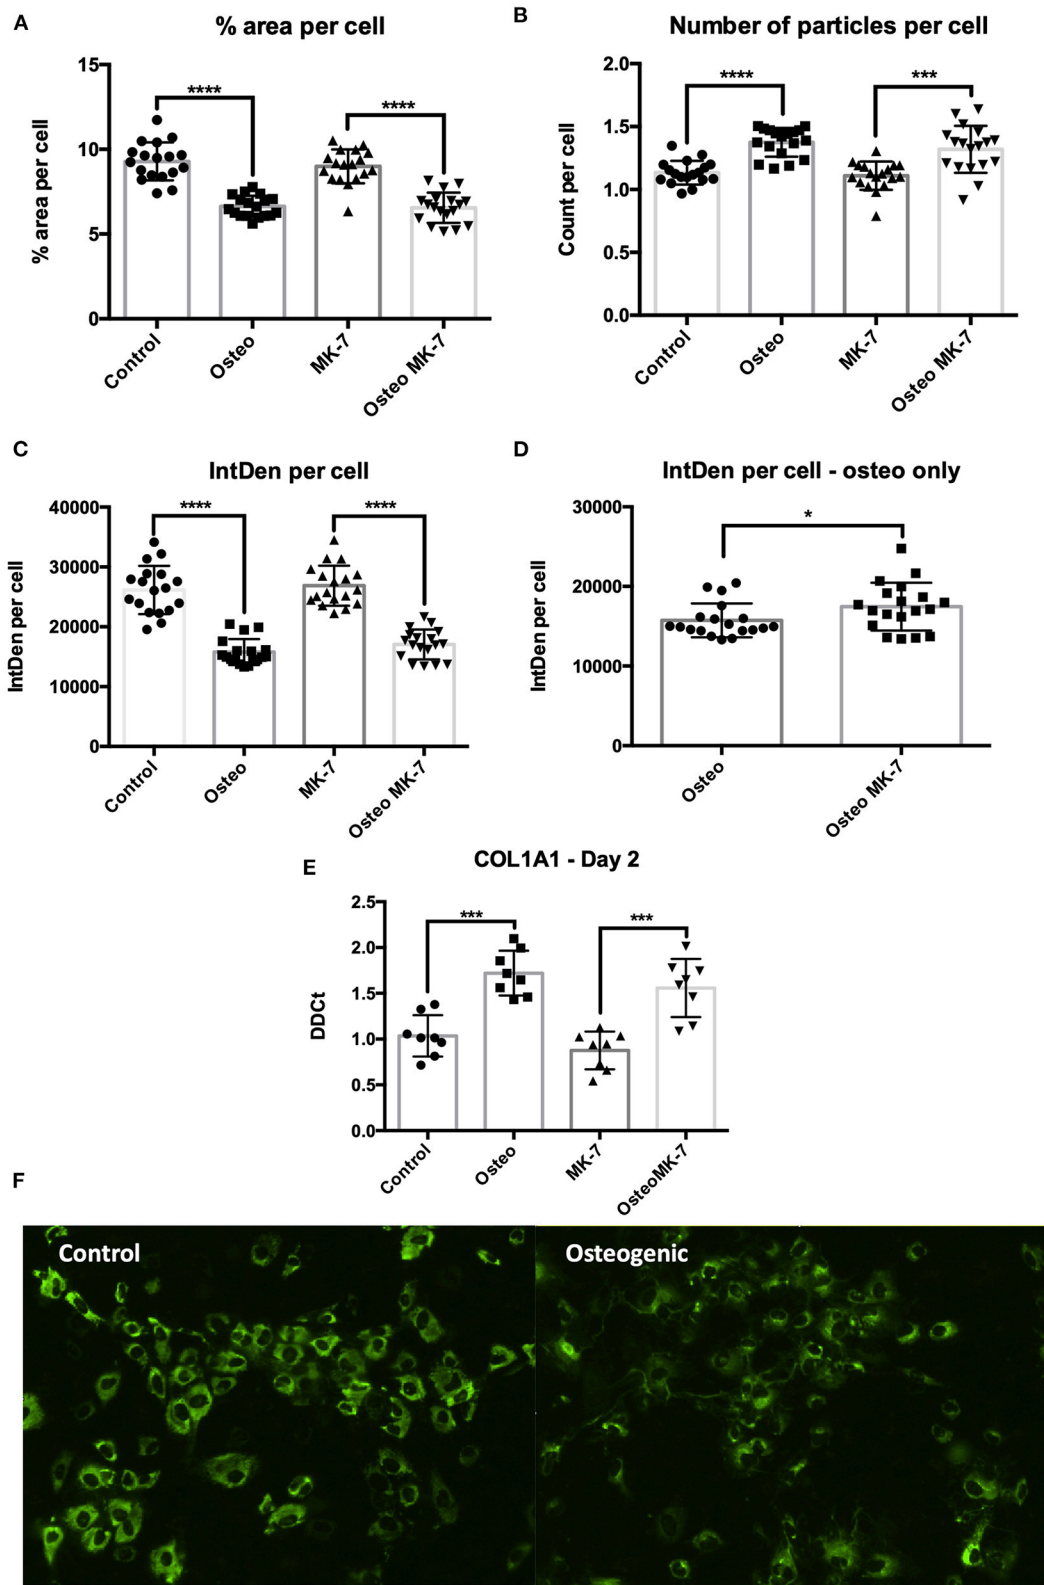 A
% area per cell
% area per cell
15
10
5
0
****
****
Control
Osteo
MK-7
Osteo MK-7
B
Number of particles per cell
Count per cell
2.0
1.5
1.0
0.5
0.0
****
***
Control
Osteo
MK-7
Osteo MK-7
C
IntDen per cell
IntDen per cell
40000
30000
20000
10000
0
****
****
Control
Osteo
MK-7
Osteo MK-7
D
IntDen per cell - osteo only
IntDen per cell
30000
20000
10000
0
*
Osteo
Osteo MK-7
E
COL1A1 - Day 2
DDCt
2.5
2.0
1.5
1.0
0.5
0.0
***
***
Control
Osteo
MK-7
OsteoMK-7
F
Control
Osteogenic